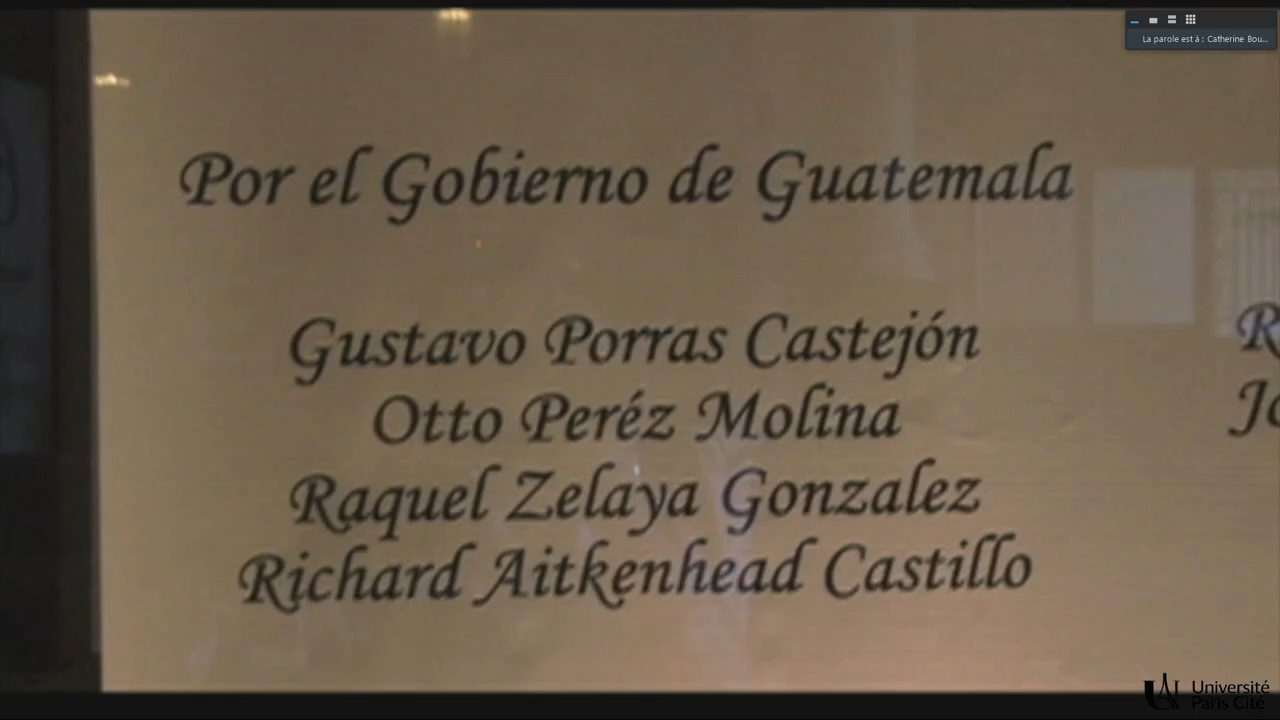 La parole est à : Catherine Bou...
Por el Gobierno de Guatemala
Gustavo Porras Castejón
Otto Peréz Molina
Raquel Zelaya Gonzalez
Richard Aitkenhead Castillo
R
Jo
Université
Paris Cité